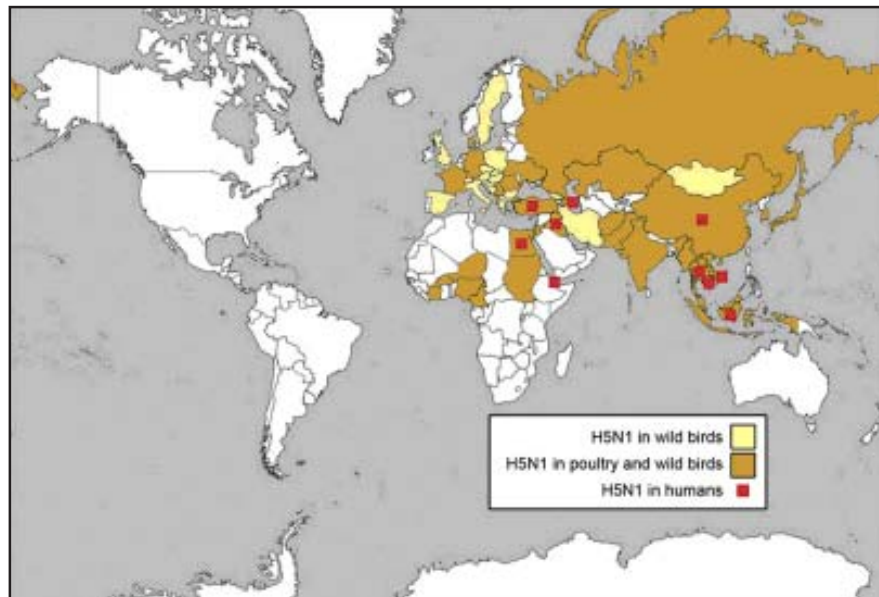 H5N1 in wild birds
H5N1 in poultry and wild birds
H5N1 in humans